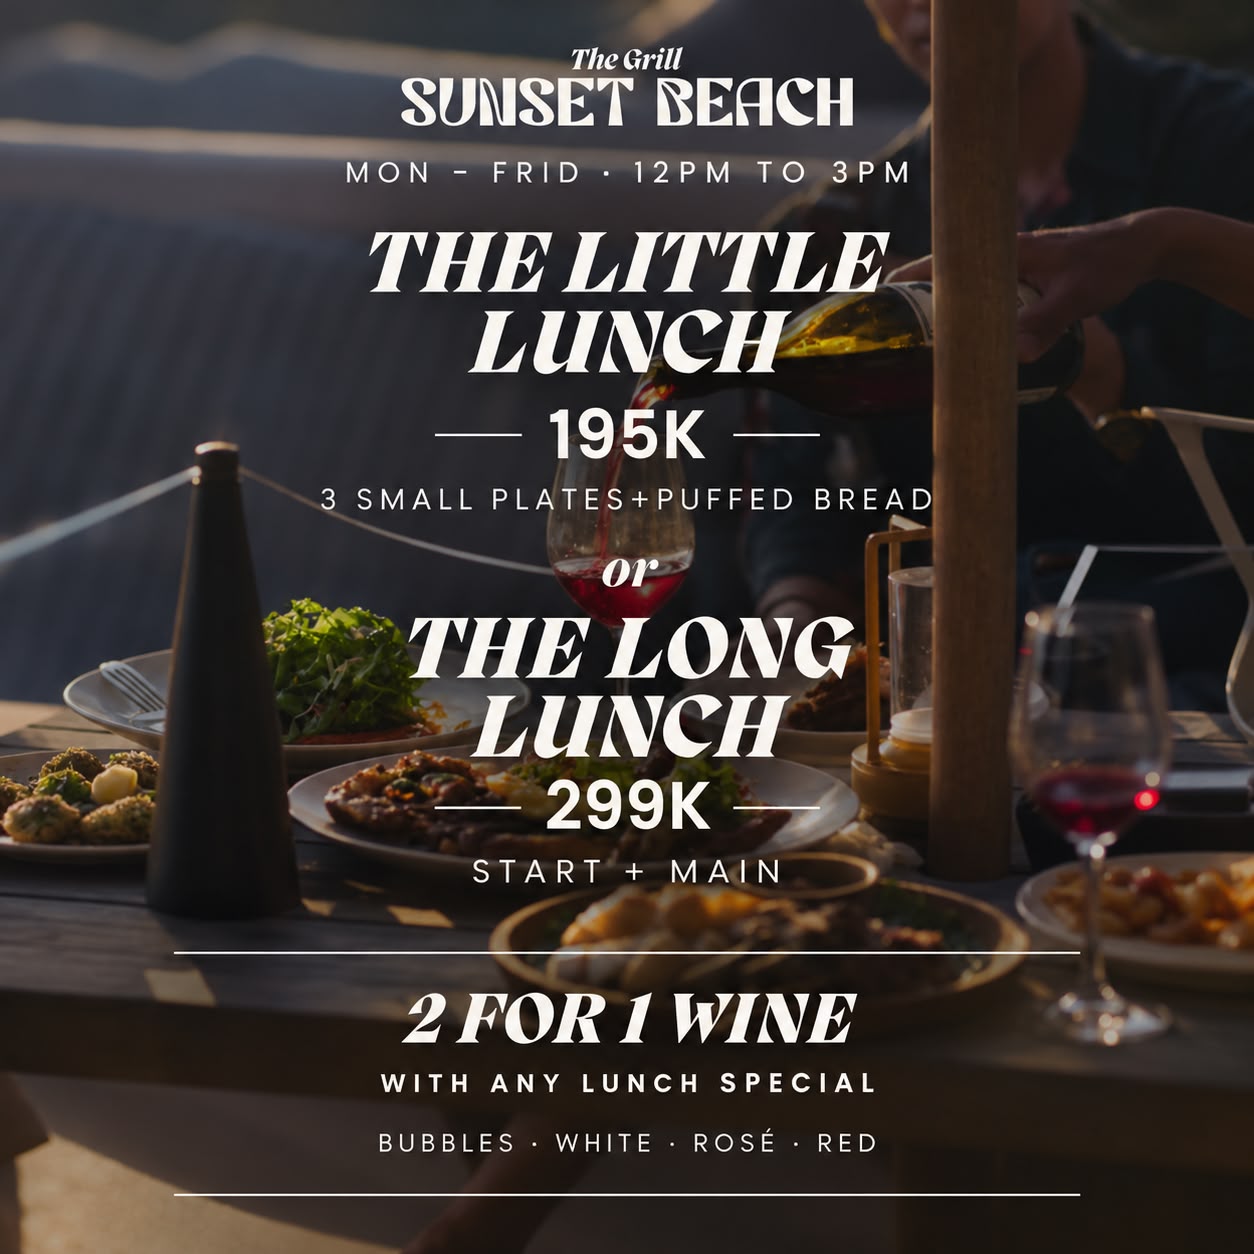 The Grill
SUNSET BEACH
MON - FRID · 12PM TO 3PM
THE LITTLE
LUNCH
195K
3 SMALL PLATES+PUFFED BREAD
or
THE LONG
LUNCH
299K
START + MAIN
2 FOR 1 WINE
WITH ANY LUNCH SPECIAL
BUBBLES · WHITE · ROSÉ · RED